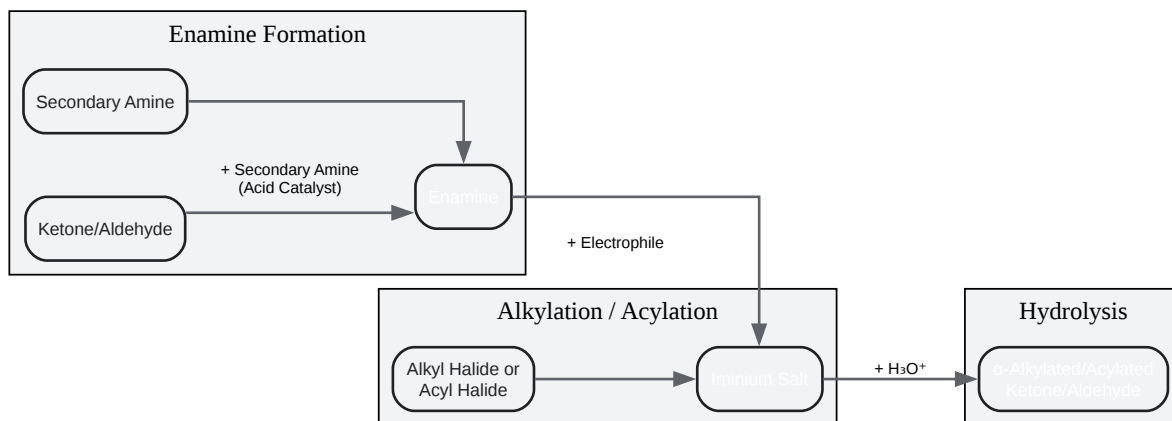 Enamine Formation
Secondary Amine
+ Secondary Amine
(Acid Catalyst)
Ketone/Aldehyde
Enamine
+ Electrophile
Alkylation / Acylation
Alkyl Halide or
Acyl Halide
Iminium Salt
+ H₃O⁺
Hydrolysis
α-Alkylated/Acylated
Ketone/Aldehyde